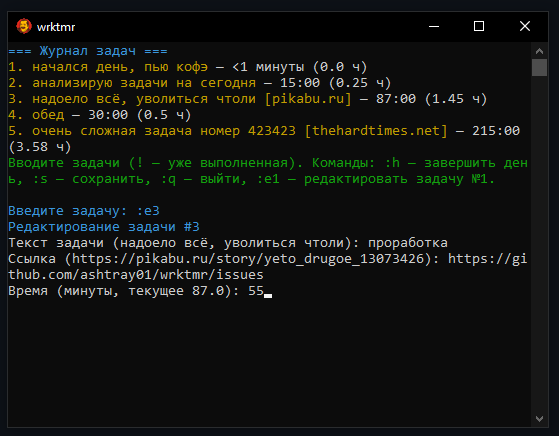 wrktmr
=== Журнал задач ===
1. начался день, пью кофэ — <1 минуты (0.0 ч)
2. анализирую задачи на сегодня — 15:00 (0.25 ч)
3. надоело всё, уволиться чтоли [pikabu.ru] — 87:00 (1.45 ч)
4. обед — 30:00 (0.5 ч)
5. очень сложная задача номер 423423 [thehardtimes.net] — 215:00
(3.58 ч)
Вводите задачи (! — уже выполненная). Команды: :h — завершить ден
ь, :s — сохранить, :q — выйти, :e1 — редактировать задачу №1.
Введите задачу: :e3
Редактирование задачи #3
Текст задачи (надоело всё, уволиться чтоли): проработка
Ссылка (https://pikabu.ru/story/yeto_drugoe_13073426): https://gi
thub.com/ashtray01/wrktmr/issues
Время (минуты, текущее 87.0): 55